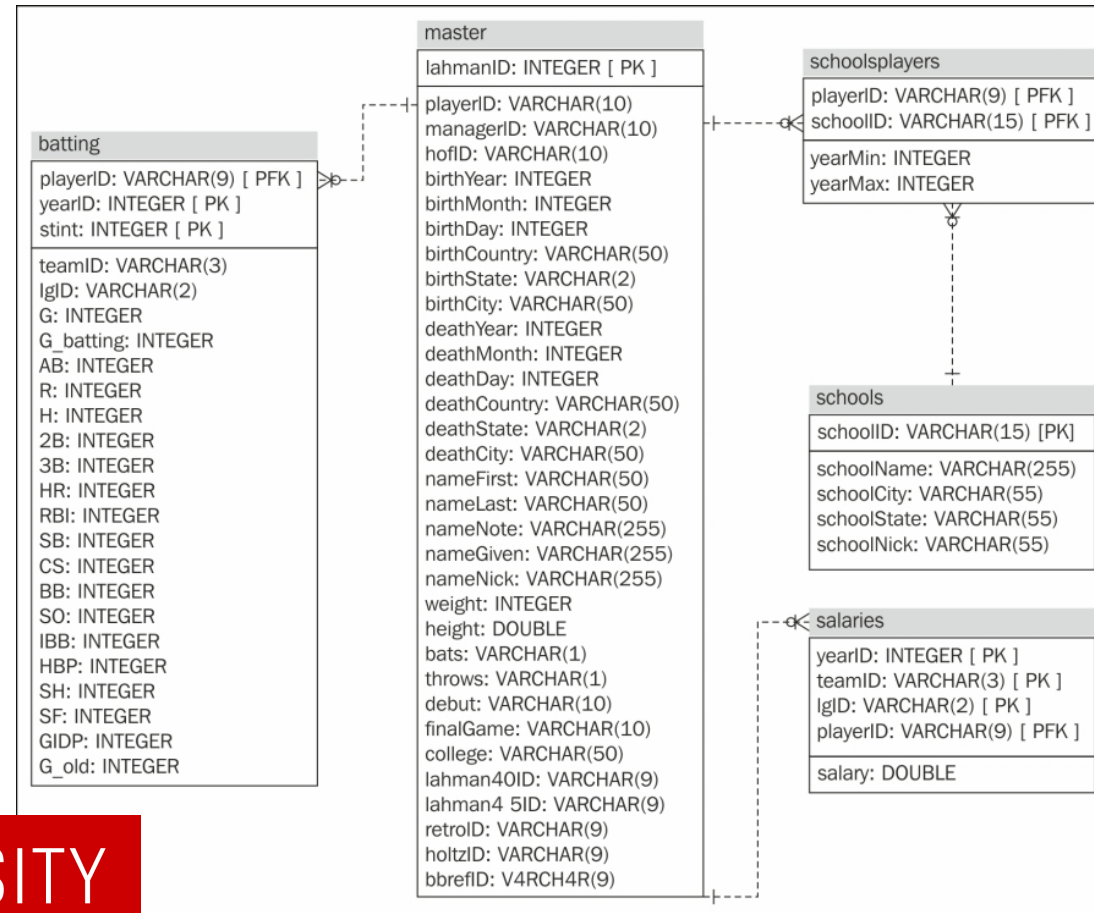 batting
playerID: VARCHAR(9) [ PFK ]
yearID: INTEGER [ PK ]
stint: INTEGER [ PK ]
teamID: VARCHAR(3)
lgID: VARCHAR(2)
G: INTEGER
G_batting: INTEGER
AB: INTEGER
R: INTEGER
H: INTEGER
2B: INTEGER
3B: INTEGER
HR: INTEGER
RBI: INTEGER
SB: INTEGER
CS: INTEGER
BB: INTEGER
SO: INTEGER
IBB: INTEGER
HBP: INTEGER
SH: INTEGER
SF: INTEGER
GIDP: INTEGER
G_old: INTEGER
master
lahmanID: INTEGER [ PK ]
playerID: VARCHAR(10)
managerID: VARCHAR(10)
hofID: VARCHAR(10)
birthYear: INTEGER
birthMonth: INTEGER
birthDay: INTEGER
birthCountry: VARCHAR(50)
birthState: VARCHAR(2)
birthCity: VARCHAR(50)
deathYear: INTEGER
deathMonth: INTEGER
deathDay: INTEGER
deathCountry: VARCHAR(50)
deathState: VARCHAR(2)
deathCity: VARCHAR(50)
nameFirst: VARCHAR(50)
nameLast: VARCHAR(50)
nameNote: VARCHAR(255)
nameGiven: VARCHAR(255)
nameNick: VARCHAR(255)
weight: INTEGER
height: DOUBLE
bats: VARCHAR(1)
throws: VARCHAR(1)
debut: VARCHAR(10)
finalGame: VARCHAR(10)
college: VARCHAR(50)
lahman40ID: VARCHAR(9)
lahman4 5ID: VARCHAR(9)
retroID: VARCHAR(9)
holtzID: VARCHAR(9)
bbrefID: V4RCH4R(9)
schoolsplayers
playerID: VARCHAR(9) [ PFK ]
schoolID: VARCHAR(15) [ PFK ]
yearMin: INTEGER
yearMax: INTEGER
schools
schoolID: VARCHAR(15) [PK]
schoolName: VARCHAR(255)
schoolCity: VARCHAR(55)
schoolState: VARCHAR(55)
schoolNick: VARCHAR(55)
salaries
yearID: INTEGER [ PK ]
teamID: VARCHAR(3) [ PK ]
lgID: VARCHAR(2) [ PK ]
playerID: VARCHAR(9) [ PFK ]
salary: DOUBLE
SITY